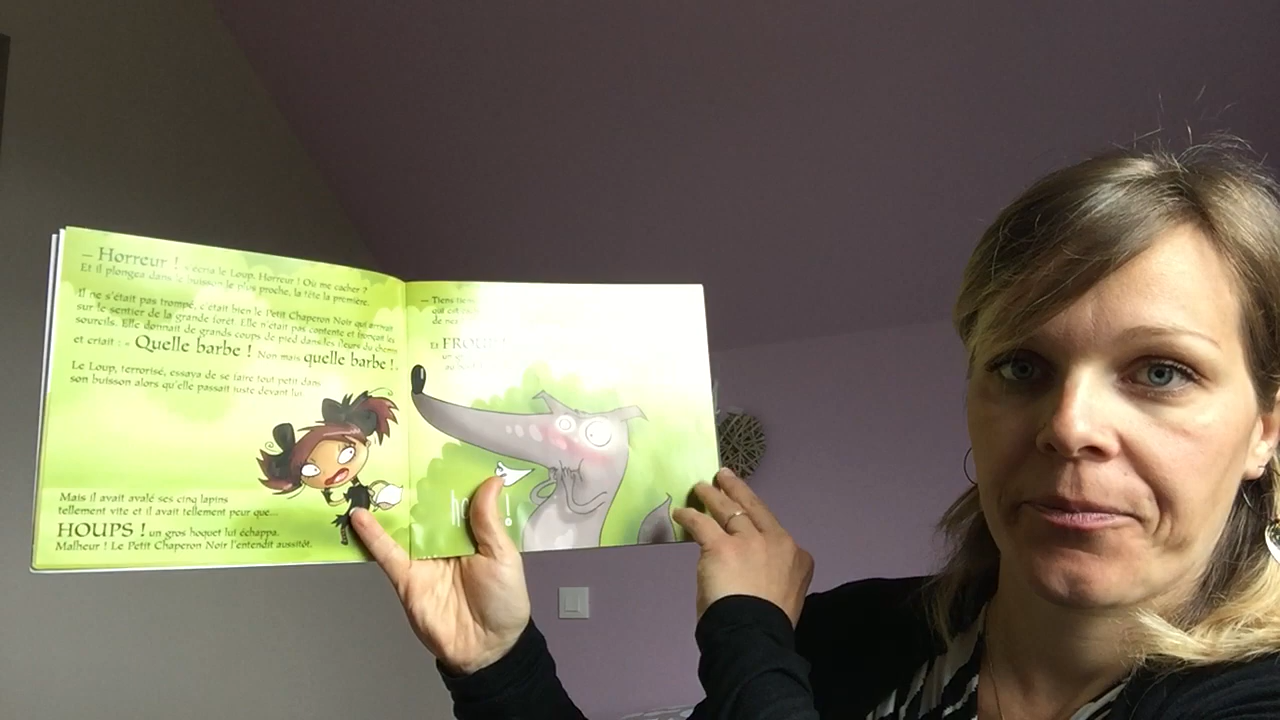 – Horreur ! s'écria le Loup. Horreur ! Où me cacher ?
Et il plongea dans le buisson le plus proche, la tête la première.
Il ne s'était pas trompé, c'était bien le Petit Chaperon Noir qui arrivait
sur le sentier de la grande forêt. Elle n'était pas contente et fronçait les
sourcils. Elle donnait de grands coups de pied dans les fleurs du chemin
et criait : « Quelle barbe ! Non mais quelle barbe ! »
Le Loup, terrorisé, essaya de se faire tout petit dans
son buisson alors qu'elle passait juste devant lui.
Mais il avait avalé ses cinq lapins
tellement vite et il avait tellement peur que...
HOUPS ! un gros hoquet lui échappa.
Malheur ! Le Petit Chaperon Noir l'entendit aussitôt.
– Tiens
qui est
de
Et
un
!